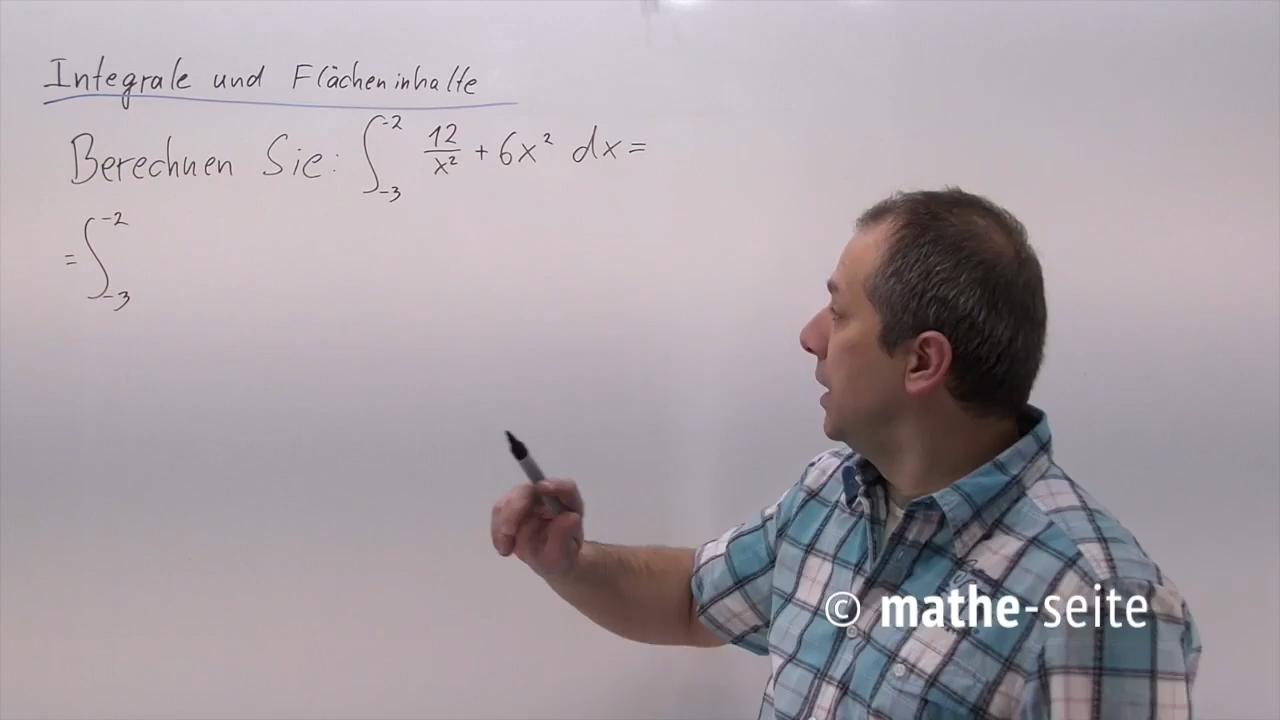 Integrale und Flächeninhalte
Berechnen Sie: ∫₋₃⁻² 12/x² + 6x² dx =
= ∫₋₃⁻²
© mathe-seite